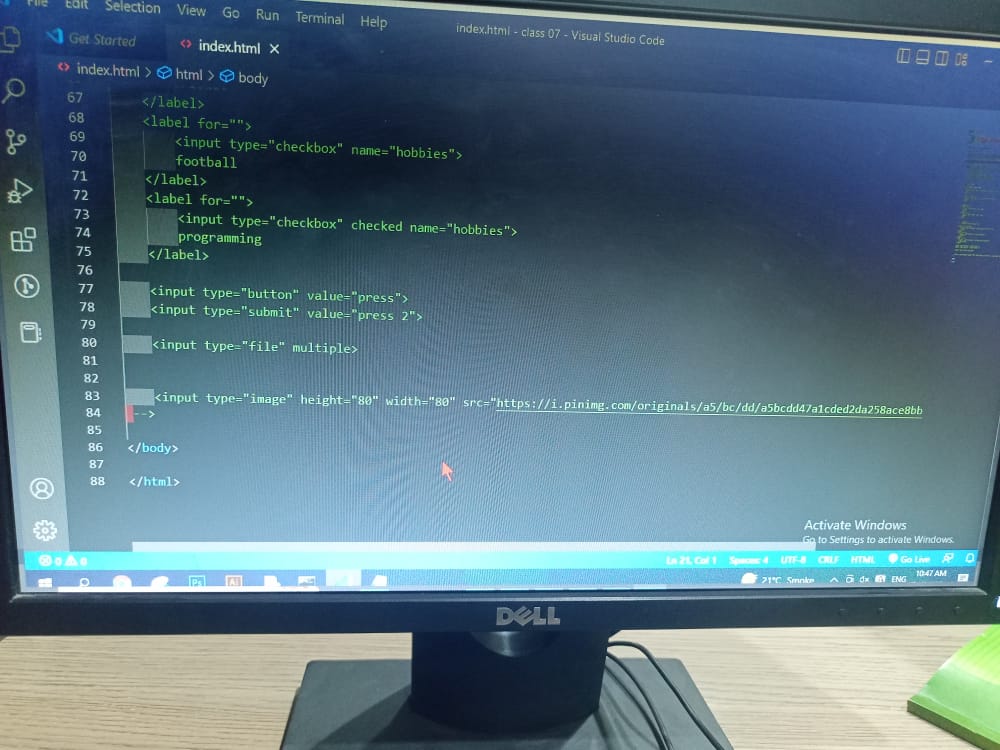 File Edit Selection View Go Run Terminal Help
index.html - class 07 - Visual Studio Code
Get Started
index.html
index.html > html > body
67 </label>
68 <label for="">
69 <input type="checkbox" name="hobbies">
70 football
71 </label>
72 <label for="">
73 <input type="checkbox" checked name="hobbies">
74 programming
75 </label>
76
77 <input type="button" value="press">
78 <input type="submit" value="press 2">
79
80 <input type="file" multiple>
81
82
83 <input type="image" height="80" width="80" src="https://i.pinimg.com/originals/a5/bc/dd/a5bcdd47a1cded2da258ace8bb
84 -->
85
86 </body>
87
88 </html>
Activate Windows
Go to Settings to activate Windows.
0 0
Ln 21, Col 1 Spaces: 4 UTF-8 CRLF HTML Go Live
Ps Ai
21°C Smoke ENG 10:47 AM
DELL